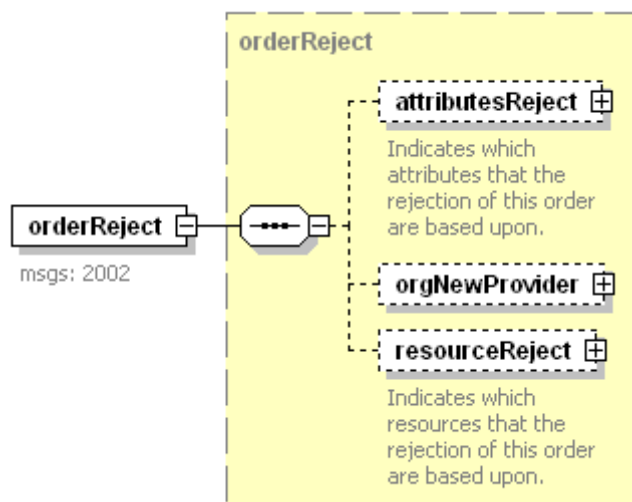 orderReject
attributesReject
Indicates which
attributes that the
rejection of this order
are based upon.
orderReject
msgs: 2002
orgNewProvider
resourceReject
Indicates which
resources that the
rejection of this order
are based upon.